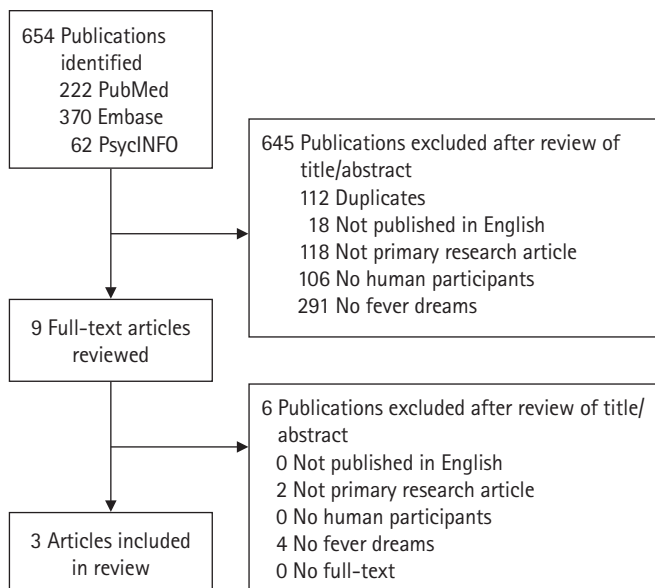 654 Publications
identified
222 PubMed
370 Embase
62 PsycINFO
645 Publications excluded after review of
title/abstract
112 Duplicates
18 Not published in English
118 Not primary research article
106 No human participants
291 No fever dreams
9 Full-text articles
reviewed
6 Publications excluded after review of title/
abstract
0 Not published in English
2 Not primary research article
0 No human participants
4 No fever dreams
0 No full-text
3 Articles included
in review